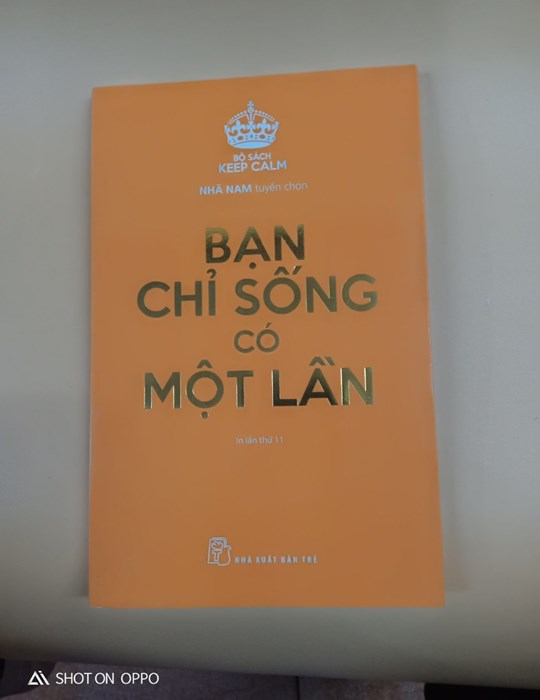 BỘ SÁCH
KEEP CALM
NHÃ NAM tuyển chọn
BẠN
CHỈ SỐNG
CÓ
MỘT LẦN
In lần thứ 11
NHÀ XUẤT BẢN TRẺ
SHOT ON OPPO